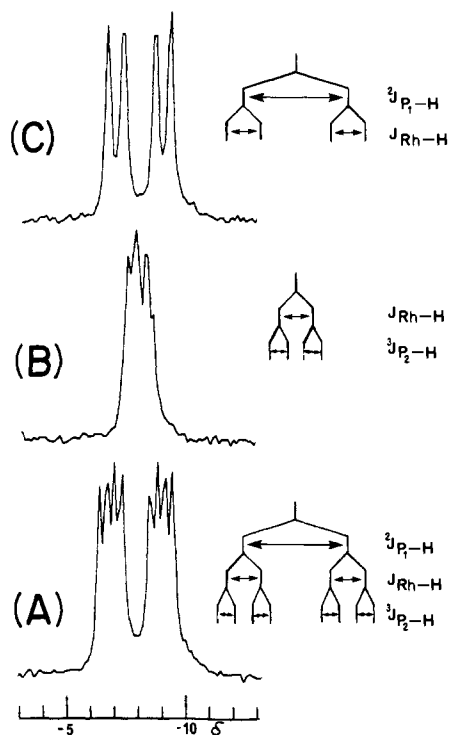 (C)
²J P₁-H
J Rh-H
(B)
J Rh-H
³J P₂-H
(A)
²J P₁-H
J Rh-H
³J P₂-H
-5 -10 δ